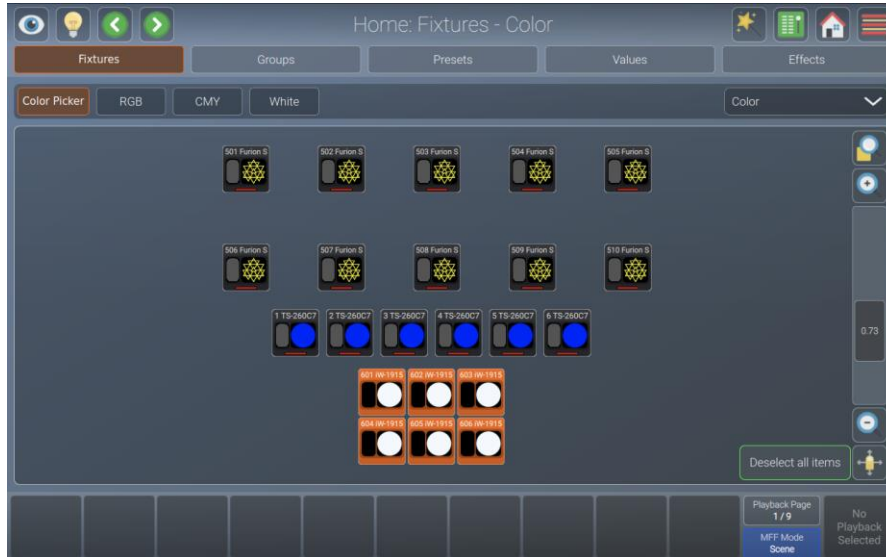 Home: Fixtures - Color
Fixtures
Groups
Presets
Values
Effects
Color Picker
RGB
CMY
White
Color
501 Furion S
502 Furion S
503 Furion S
504 Furion S
505 Furion S
506 Furion S
507 Furion S
508 Furion S
509 Furion S
510 Furion S
1 TS-260C7
2 TS-260C7
3 TS-260C7
4 TS-260C7
5 TS-260C7
6 TS-260C7
0.73
601 iW-1915
602 iW-1915
603 iW-1915
604 iW-1915
605 iW-1915
606 iW-1915
Deselect all items
Playback Page
1 / 9
MFF Mode
Scene
No
Playback
Selected